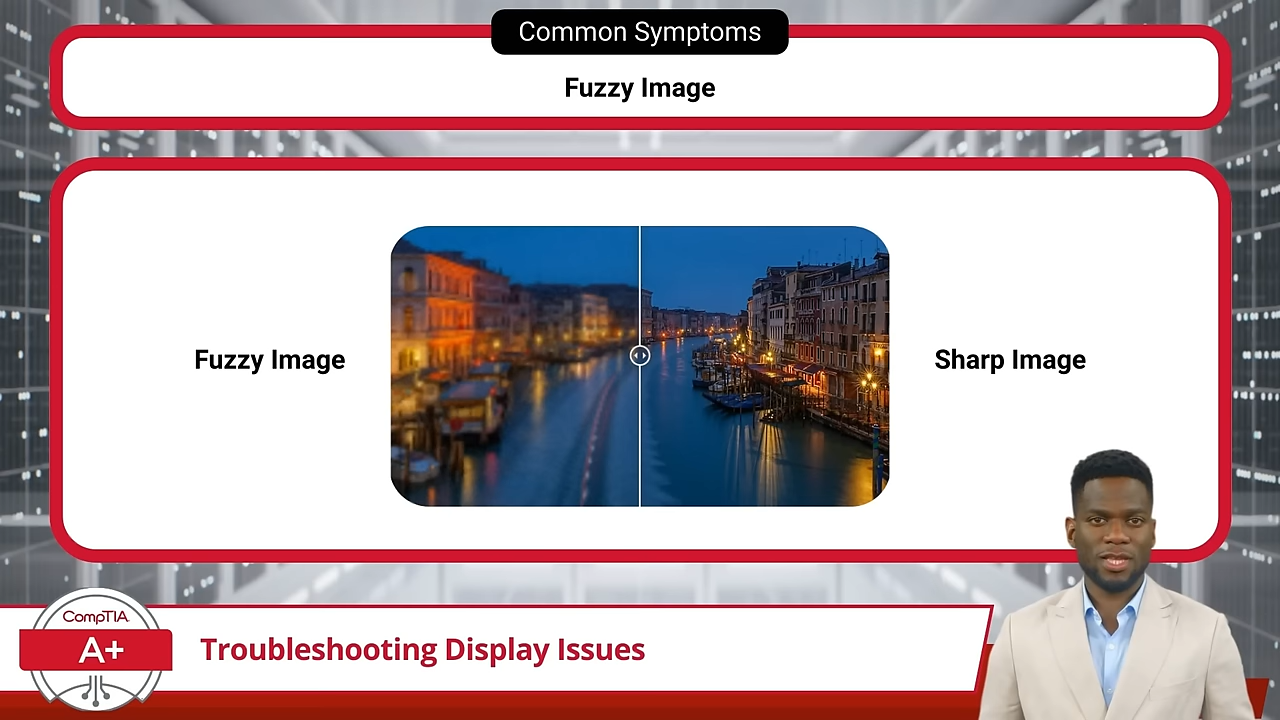 Common Symptoms
Fuzzy Image
Fuzzy Image
Sharp Image
CompTIA
A+
Troubleshooting Display Issues